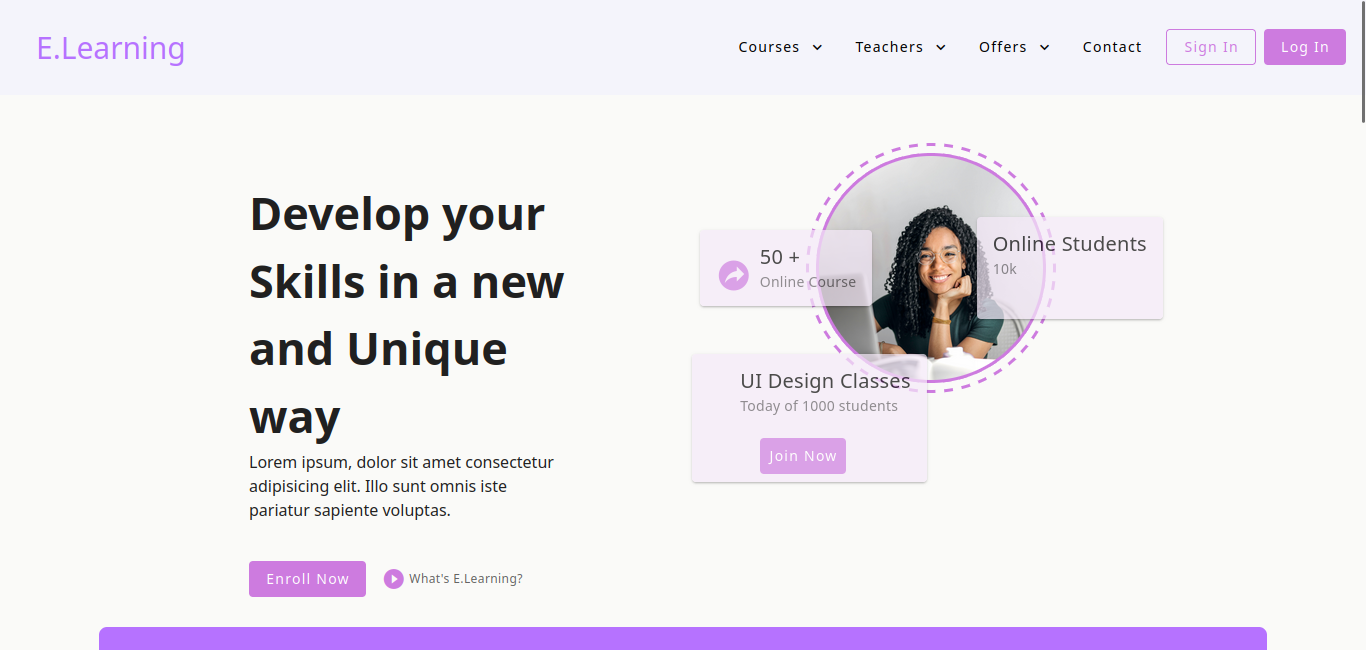 E.Learning
Courses
Teachers
Offers
Contact
Sign In
Log In
Develop your
Skills in a new
and Unique
way
Lorem ipsum, dolor sit amet consectetur
adipisicing elit. Illo sunt omnis iste
pariatur sapiente voluptas.
Enroll Now
What's E.Learning?
50 +
Online Course
Online Students
10k
UI Design Classes
Today of 1000 students
Join Now